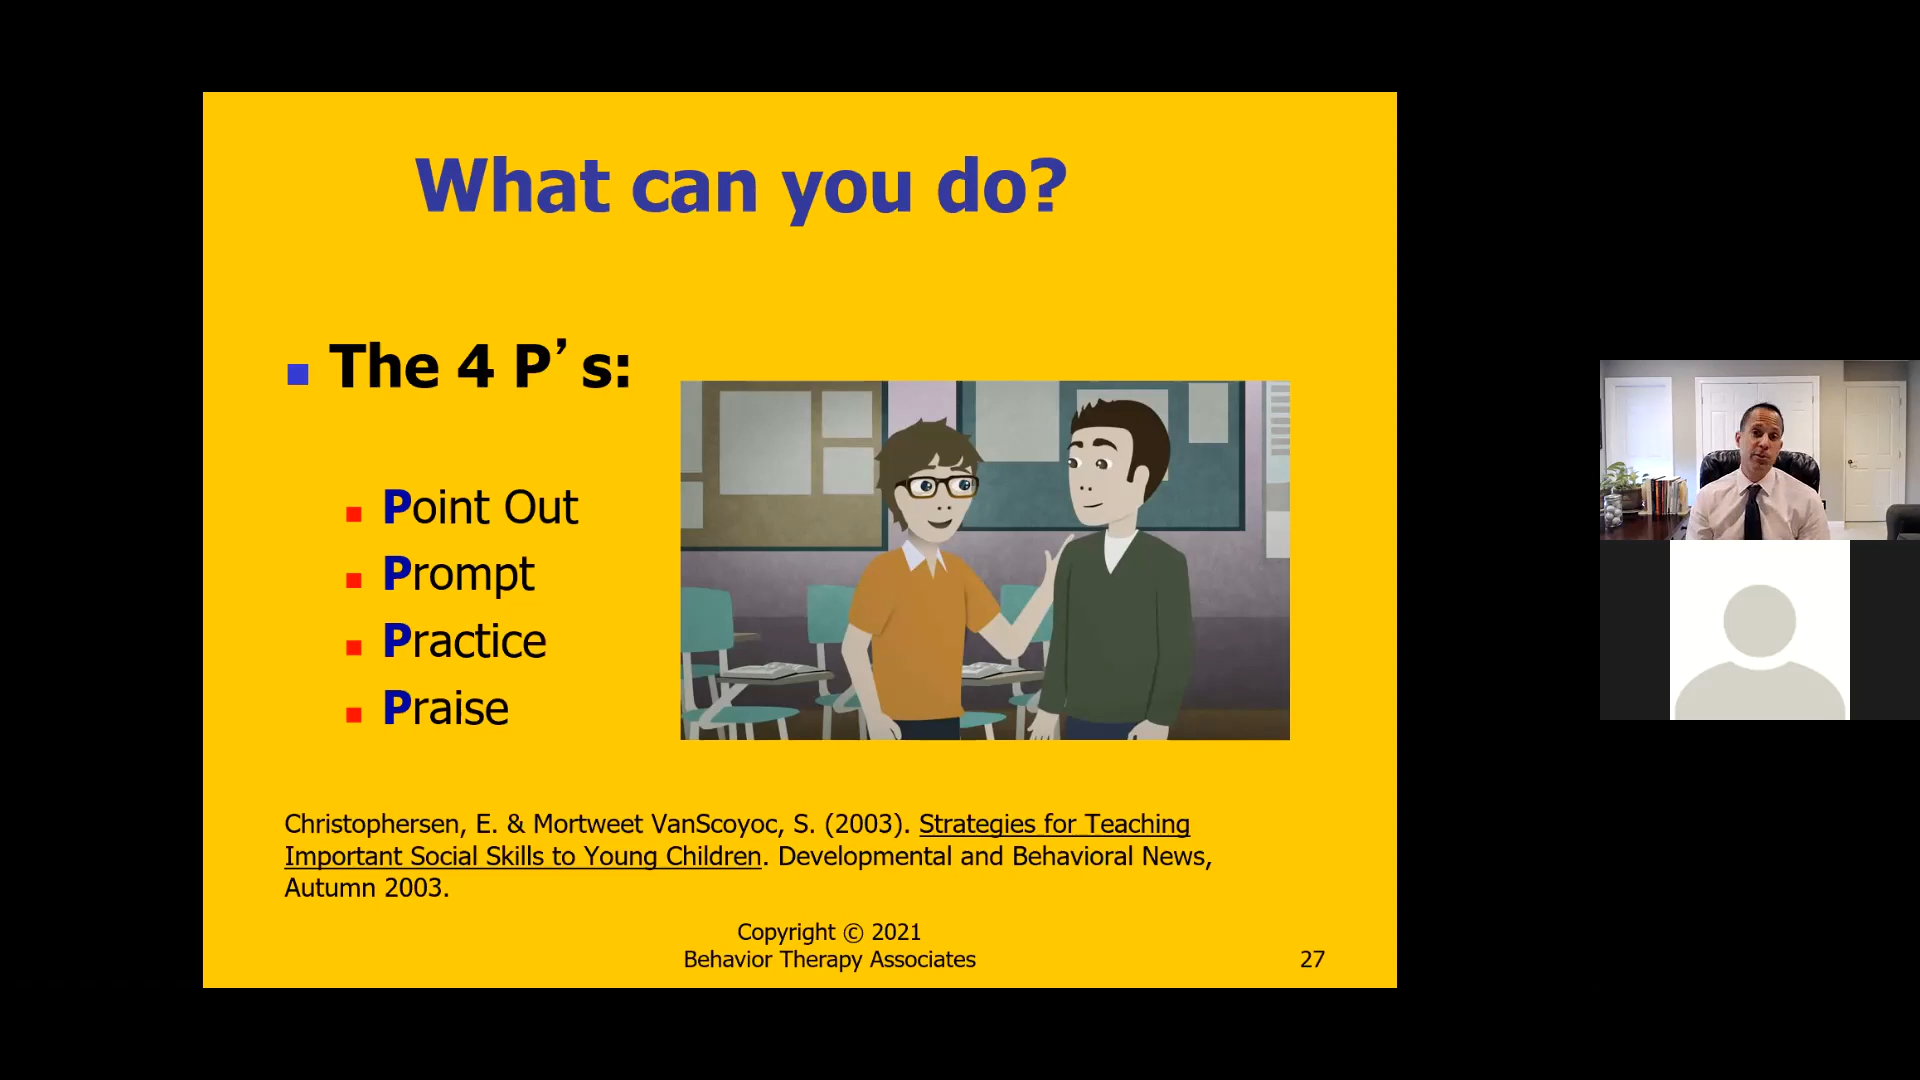 What can you do?
The 4 P’s:
Point Out
Prompt
Practice
Praise
Christophersen, E. & Mortweet VanScoyoc, S. (2003). Strategies for Teaching
Important Social Skills to Young Children. Developmental and Behavioral News,
Autumn 2003.
Copyright © 2021
Behavior Therapy Associates
27